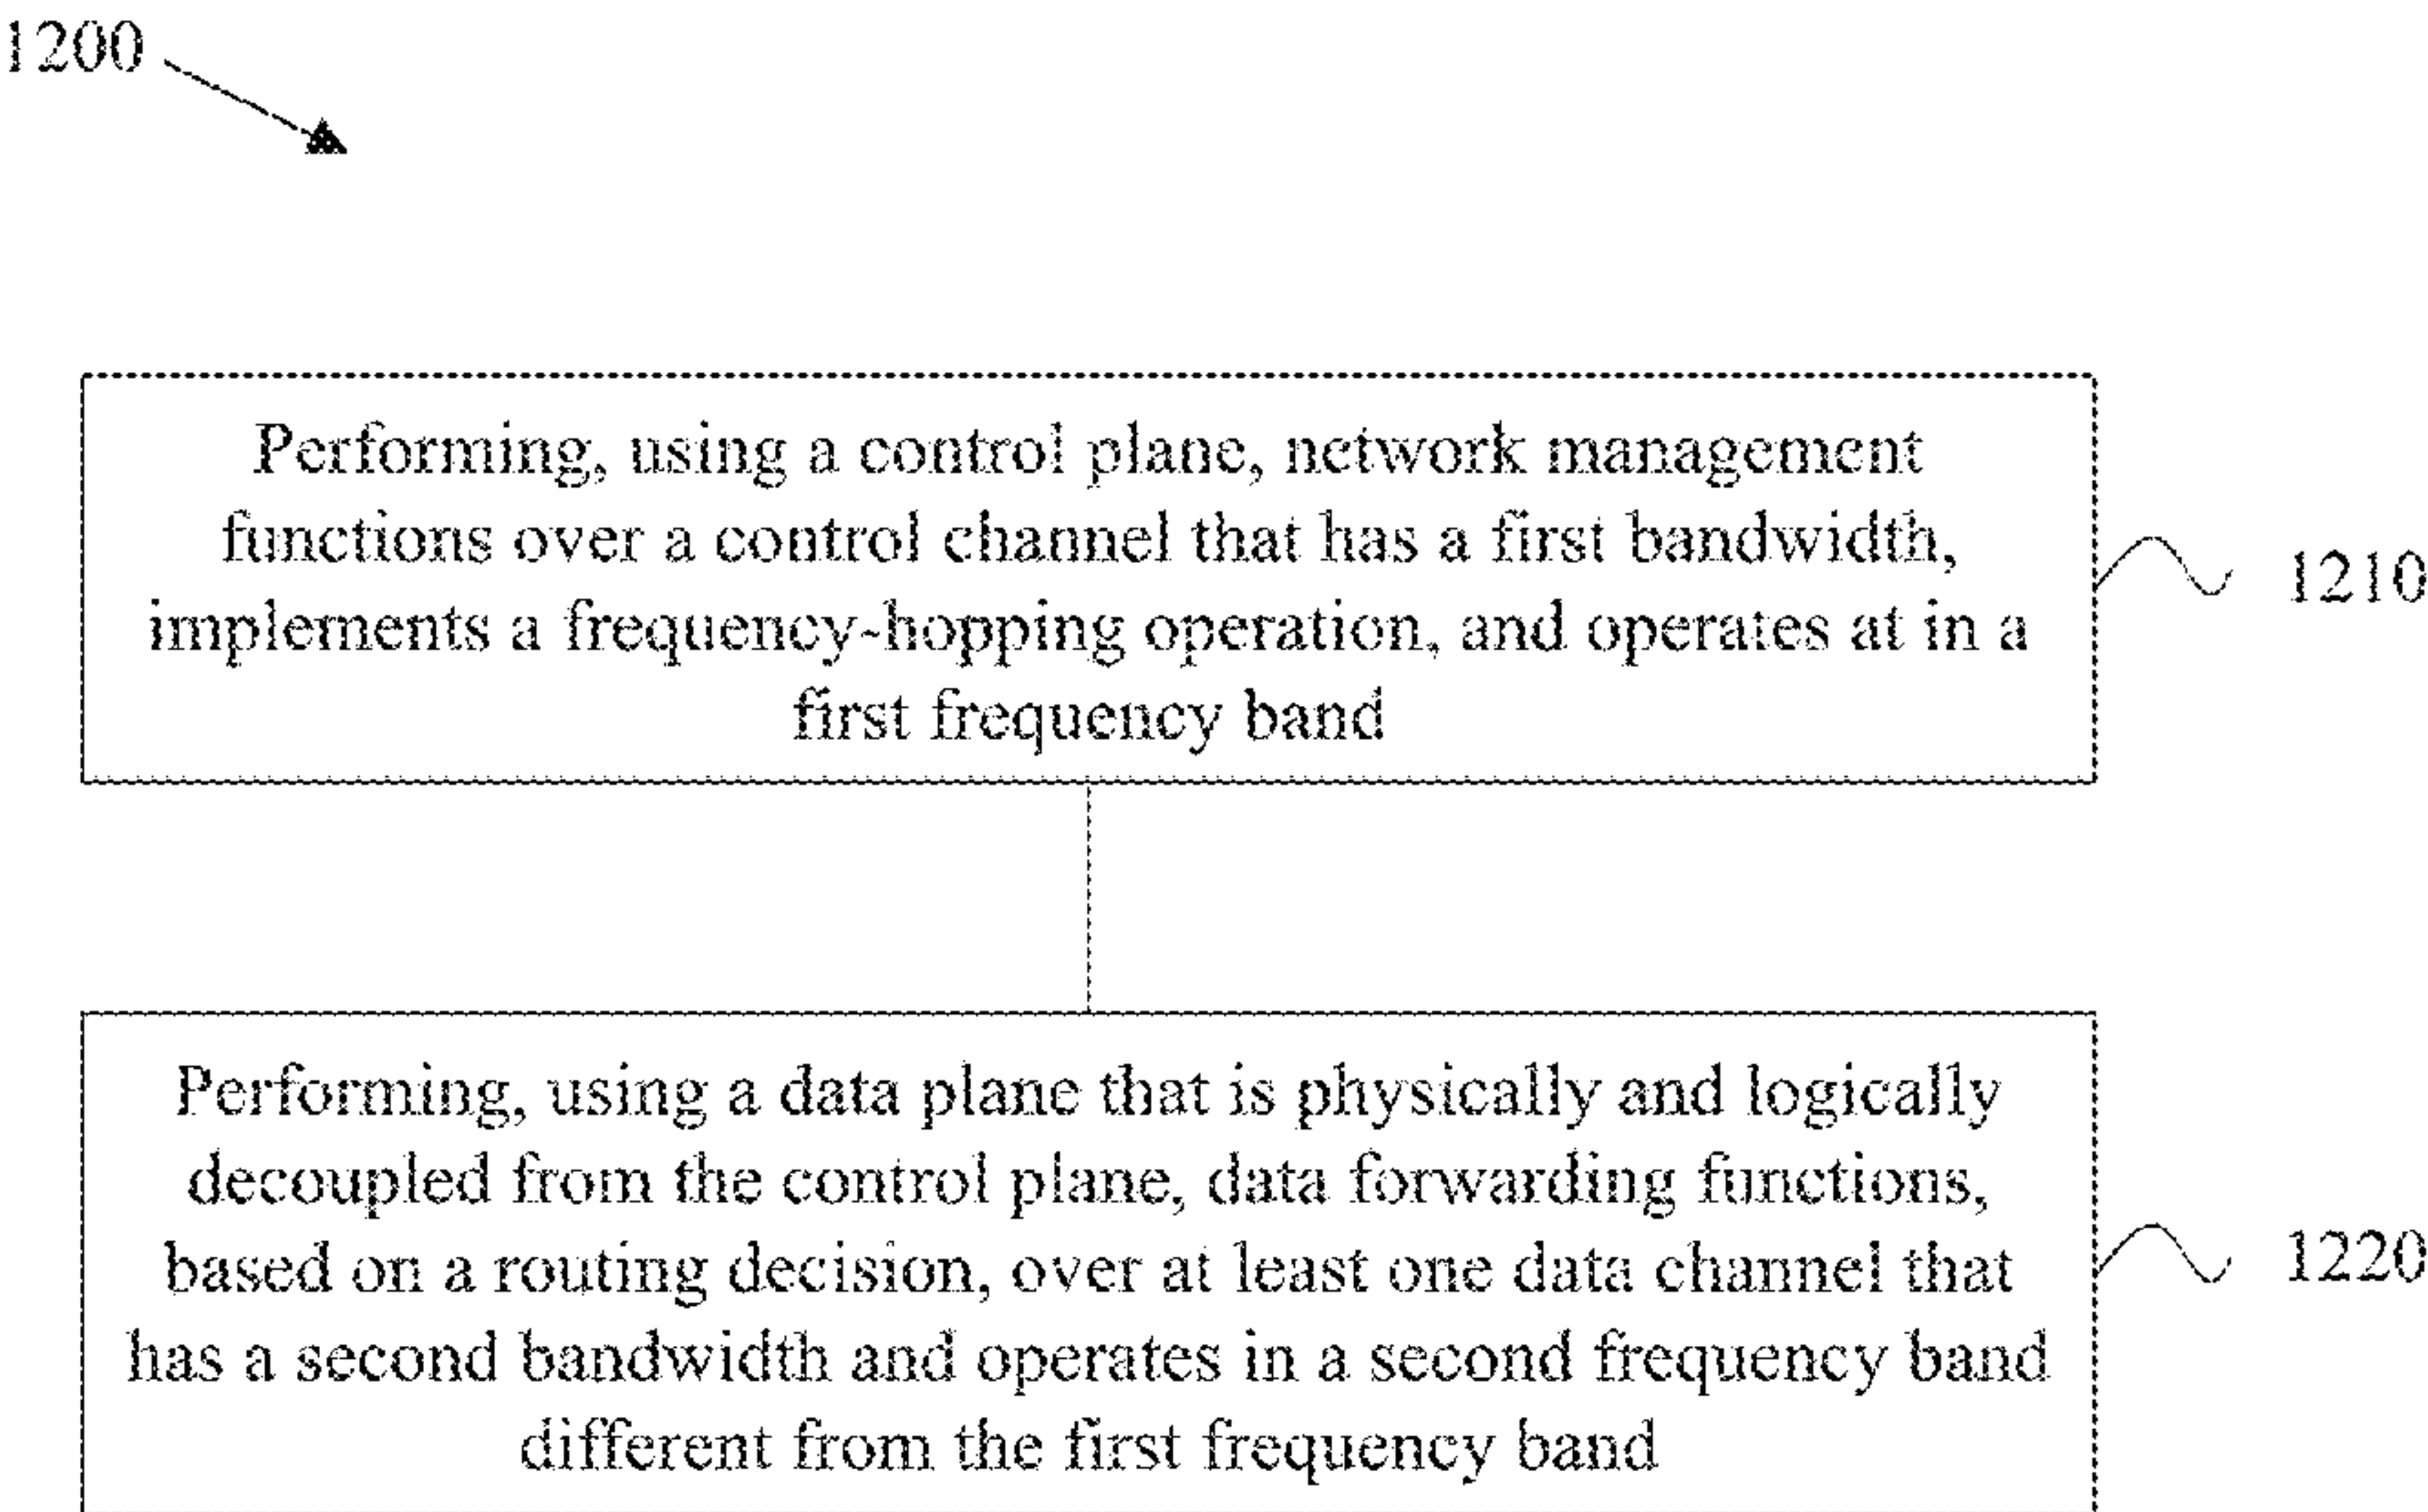 1200
Performing, using a control plane, network management
functions over a control channel that has a first bandwidth,
implements a frequency-hopping operation, and operates at in a
first frequency band
1210
Performing, using a data plane that is physically and logically
decoupled from the control plane, data forwarding functions,
based on a routing decision, over at least one data channel that
has a second bandwidth and operates in a second frequency band
different from the first frequency band
1220